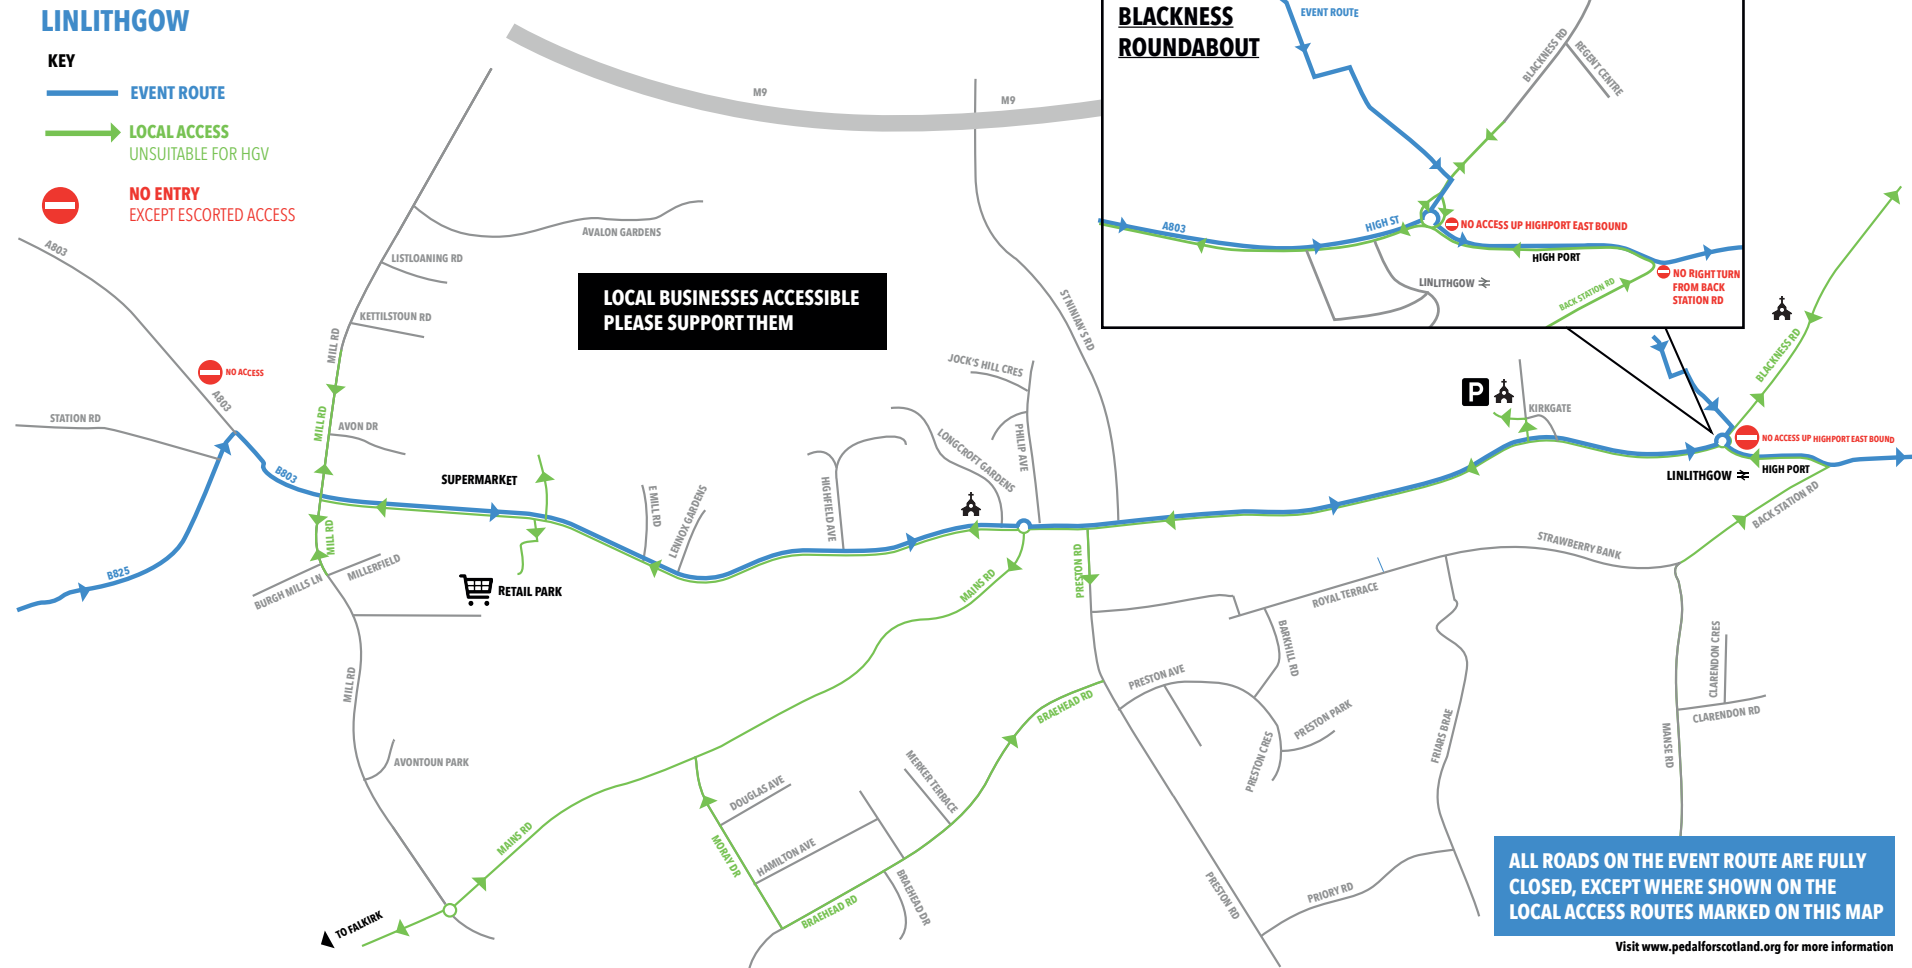 LINLITHGOW
KEY
EVENT ROUTE
LOCAL ACCESS
UNSUITABLE FOR HGV
NO ENTRY
EXCEPT ESCORTED ACCESS
M9
M9
BLACKNESS
ROUNDABOUT
EVENT ROUTE
BLACKNESS RD
REGENT CENTRE
A803
HIGH ST
NO ACCESS UP HIGHPORT EAST BOUND
HIGH PORT
LINLITHGOW
BACK STATION RD
NO RIGHT TURN
FROM BACK
STATION RD
A803
AVALON GARDENS
LISTLOANING RD
KETTILSTOUN RD
MILL RD
LOCAL BUSINESSES ACCESSIBLE
PLEASE SUPPORT THEM
ST NINIAN'S RD
NO ACCESS
A803
STATION RD
MILL RD
AVON DR
B803
SUPERMARKET
JOCK'S HILL CRES
LONGCROFT GARDENS
PHILIP AVE
HIGHFIELD AVE
E MILL RD
LENNOX GARDENS
P
KIRKGATE
BLACKNESS RD
NO ACCESS UP HIGHPORT EAST BOUND
HIGH PORT
LINLITHGOW
BACK STATION RD
MILL RD
B825
BURGH MILLS LN
MILLERFIELD
RETAIL PARK
MAINS RD
PRESTON RD
STRAWBERRY BANK
ROYAL TERRACE
BARKHILL RD
MILL RD
PRESTON AVE
BRAEHEAD RD
PRESTON PARK
PRESTON CRES
FRIARS BRAE
CLARENDON CRES
CLARENDON RD
MANSE RD
AVONTOUN PARK
MERKER TERRACE
DOUGLAS AVE
MAINS RD
MORAY DR
HAMILTON AVE
BRAEHEAD RD
BRAEHEAD DR
PRESTON RD
PRIORY RD
TO FALKIRK
ALL ROADS ON THE EVENT ROUTE ARE FULLY
CLOSED, EXCEPT WHERE SHOWN ON THE
LOCAL ACCESS ROUTES MARKED ON THIS MAP
Visit www.pedalforscotland.org for more information